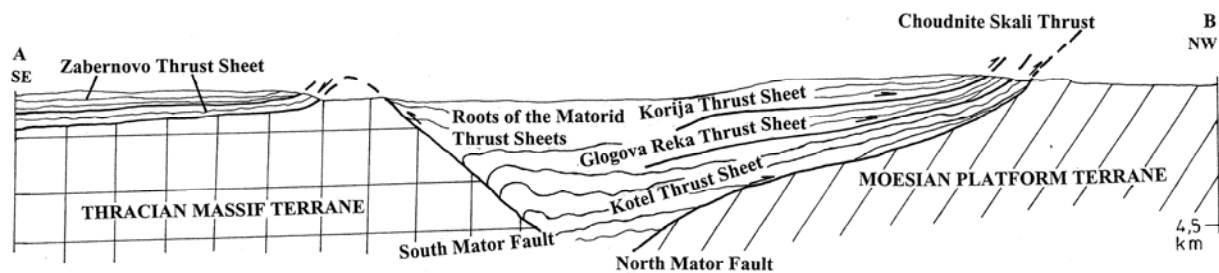 Choudnite Skali Thrust
A
SE
B
NW
Zabernovo Thrust Sheet
Roots of the Matorid
Thrust Sheets
Korija Thrust Sheet
Glogova Reka Thrust Sheet
Kotel Thrust Sheet
MOESIAN PLATFORM TERRANE
THRACIAN MASSIF TERRANE
South Mator Fault
North Mator Fault
4,5
km